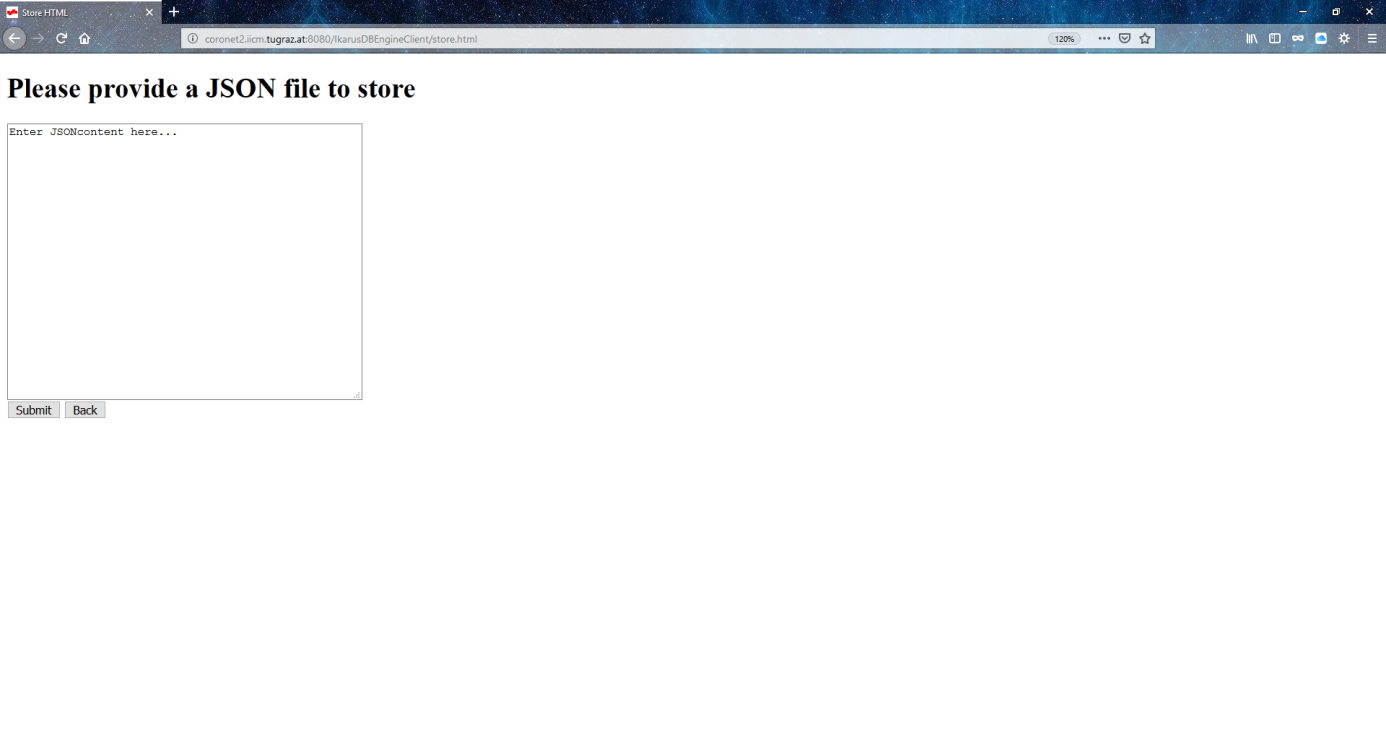 Store HTML
coronet2.iicm.tugraz.at:8080/IkarusDBEngineClient/store.html
120%
Please provide a JSON file to store
Enter JSONcontent here...
Submit Back